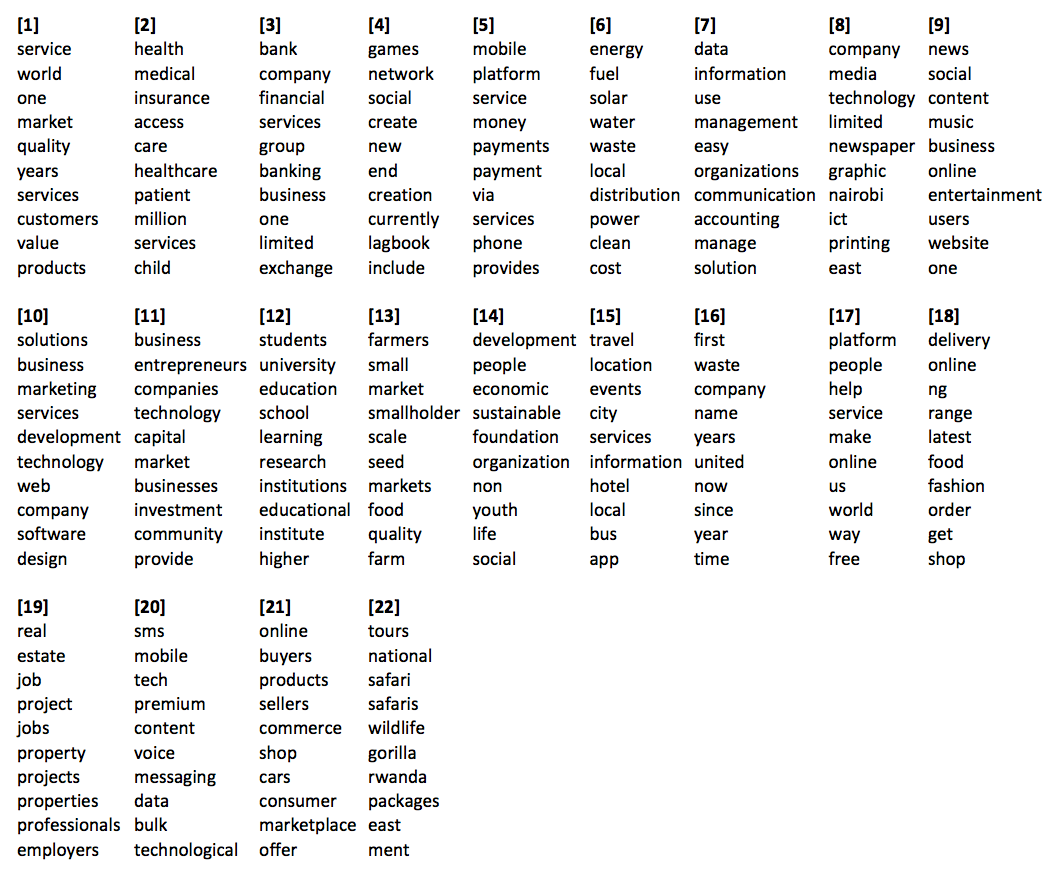 [1] [2] [3] [4] [5] [6] [7] [8] [9]
service health bank games mobile energy data company news
world medical company network platform fuel information media social
one insurance financial social service solar use technology content
market access services create money water management limited music
quality care group new payments waste easy newspaper business
years healthcare banking end payment local organizations graphic online
services patient business creation via distribution communication nairobi entertainment
customers million one currently services power accounting ict users
value services limited lagbook phone clean manage printing website
products child exchange include provides cost solution east one
[10] [11] [12] [13] [14] [15] [16] [17] [18]
solutions business students farmers development travel first platform delivery
business entrepreneurs university small people location waste people online
marketing companies education market economic events company help ng
services technology school smallholder sustainable city name service range
development capital learning scale foundation services years make latest
technology market research seed organization information united online food
web businesses institutions markets non hotel now us fashion
company investment educational food youth local since world order
software community institute quality life bus year way get
design provide higher farm social app time free shop
[19] [20] [21] [22]
real sms online tours
estate mobile buyers national
job tech products safari
project premium sellers safaris
jobs content commerce wildlife
property voice shop gorilla
projects messaging cars rwanda
properties data consumer packages
professionals bulk marketplace east
employers technological offer ment